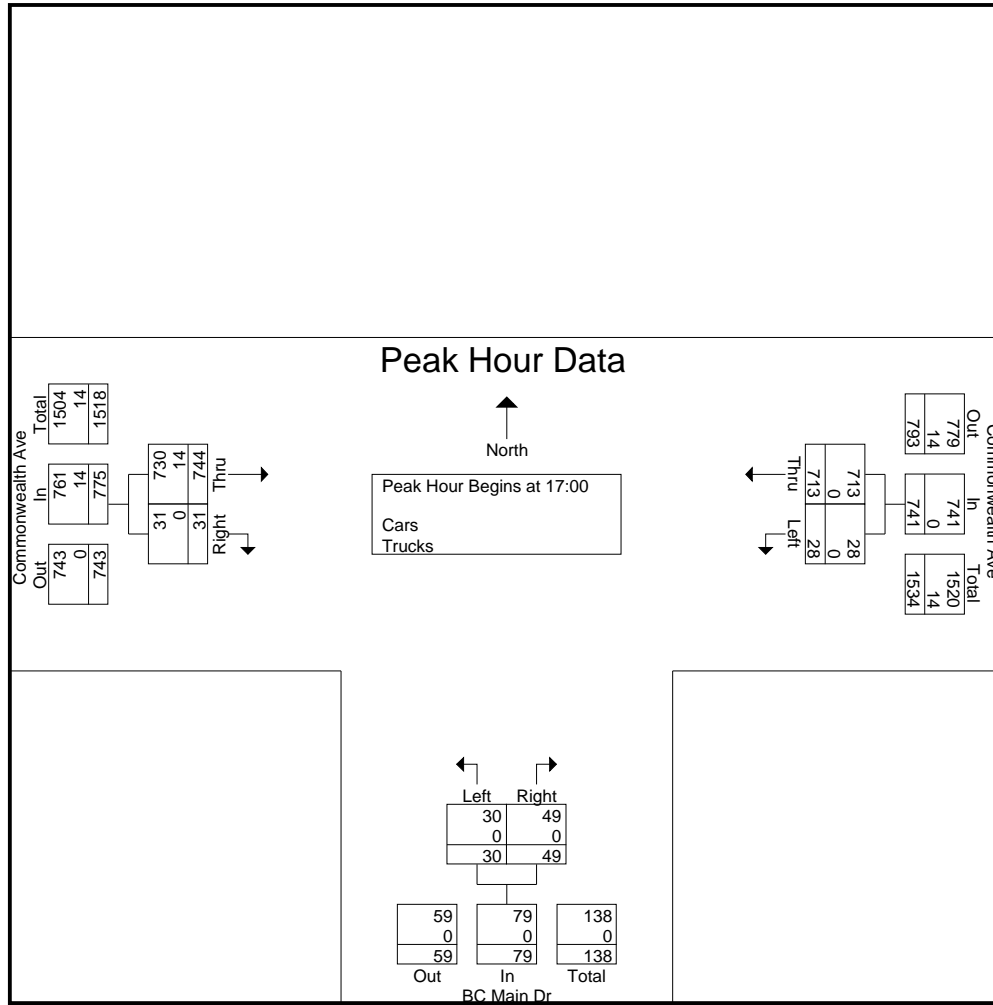 Peak Hour Data
North
Peak Hour Begins at 17:00
Cars
Trucks
Commonwealth Ave
Total
1504
14
1518
In
761
14
775
Out
743
0
743
Thru
730
14
744
Right
31
0
31
Commonwealth Ave
Out
779
14
793
In
741
0
741
Total
1520
14
1534
Thru
713
0
713
Left
28
0
28
Left Right
30 49
0 0
30 49
59 79 138
0 0 0
59 79 138
Out In Total
BC Main Dr